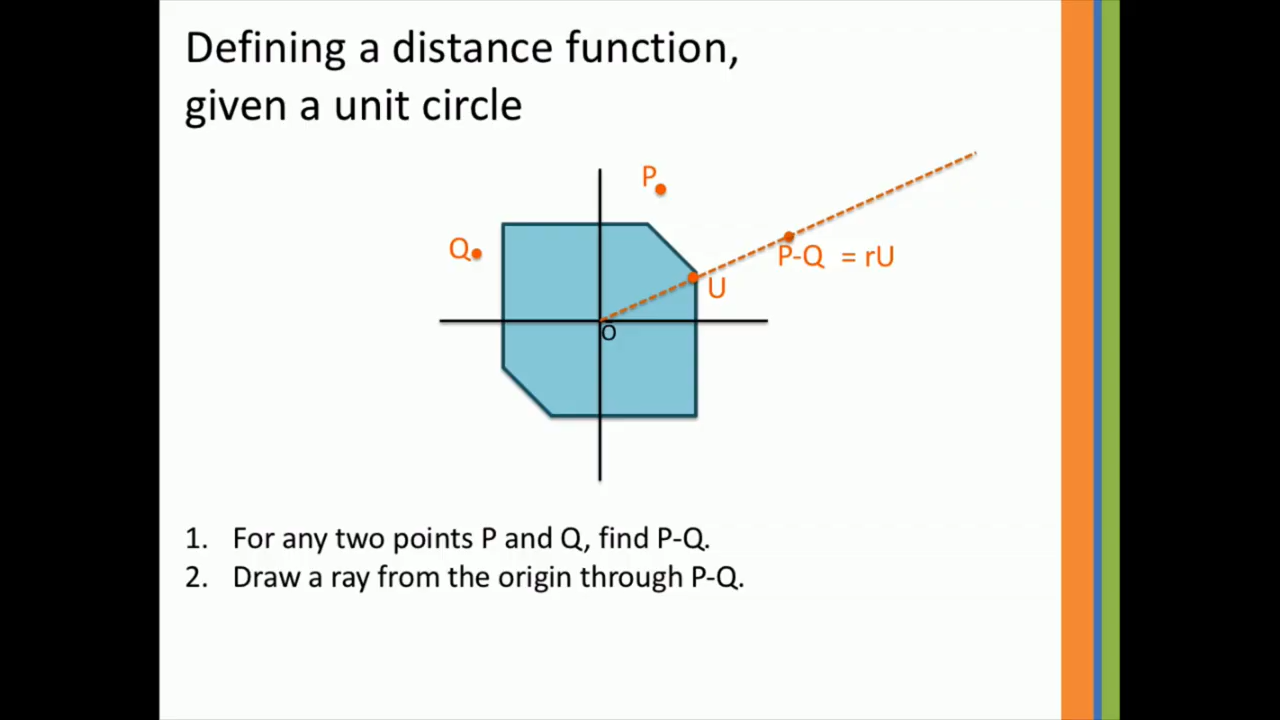 Defining a distance function,
given a unit circle
P
Q
P-Q = rU
U
O
1. For any two points P and Q, find P-Q.
2. Draw a ray from the origin through P-Q.